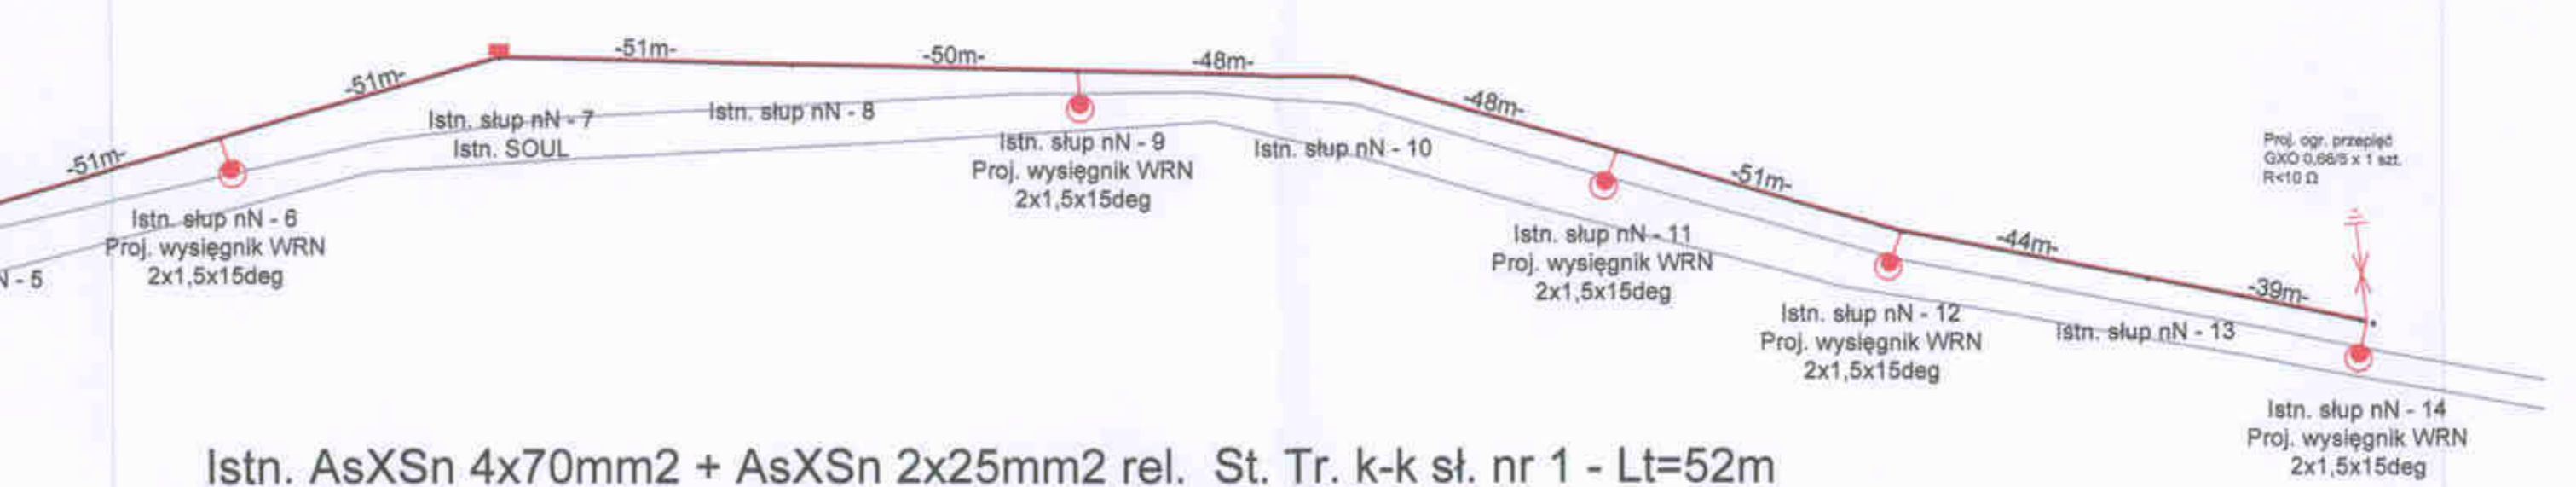 -51m-
-51m-
-51m-
-50m-
-48m-
-48m-
-51m-
-44m-
-39m-
N - 5
Istn. słup nN - 6
Proj. wysięgnik WRN
2x1,5x15deg
Istn. słup nN - 7
Istn. SOUL
Istn. słup nN - 8
Istn. słup nN - 9
Proj. wysięgnik WRN
2x1,5x15deg
Istn. słup nN - 10
Istn. słup nN - 11
Proj. wysięgnik WRN
2x1,5x15deg
Istn. słup nN - 12
Proj. wysięgnik WRN
2x1,5x15deg
Istn. słup nN - 13
Proj. ogr. przepięć
GXO 0,66/5 x 1 szt.
R<10 Ω
Istn. słup nN - 14
Proj. wysięgnik WRN
2x1,5x15deg
Istn. AsXSn 4x70mm2 + AsXSn 2x25mm2 rel. St. Tr. k-k sł. nr 1 - Lt=52m